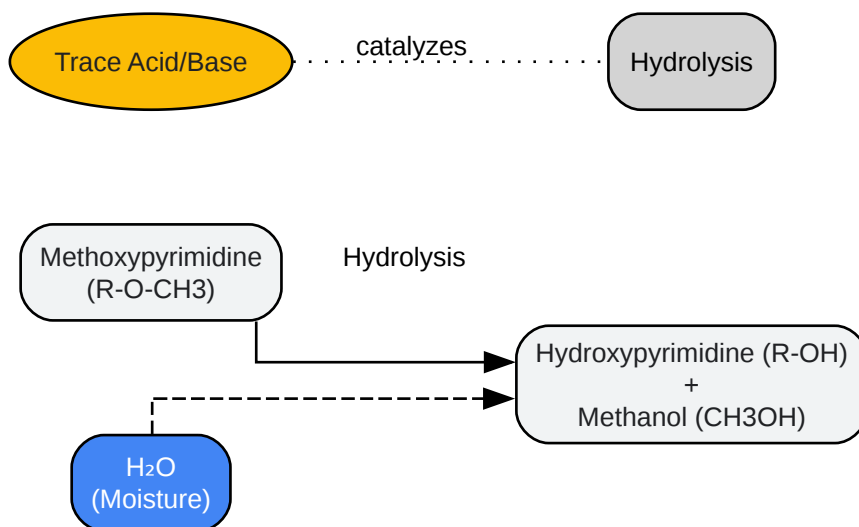 catalyzes
Trace Acid/Base
Hydrolysis
Methoxypyrimidine
(R-O-CH3)
Hydrolysis
Hydroxypyrimidine (R-OH)
+
Methanol (CH3OH)
H₂O
(Moisture)